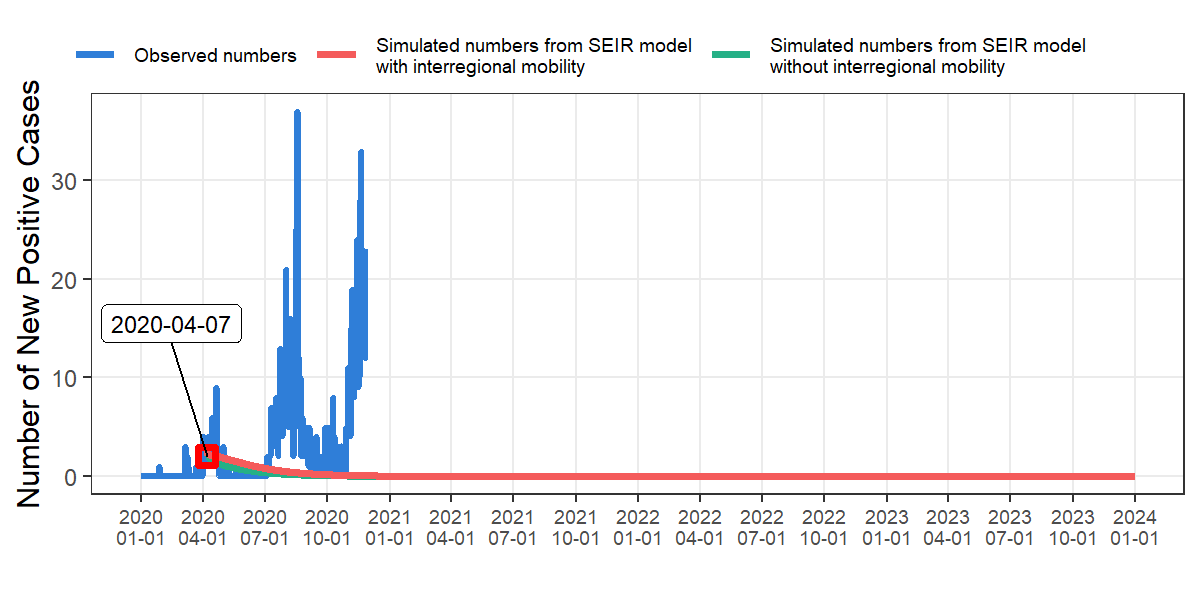 Observed numbers
Simulated numbers from SEIR model
with interregional mobility
Simulated numbers from SEIR model
without interregional mobility
Number of New Positive Cases
30
20
10
0
2020-04-07
2020 2020 2020 2020 2021 2021 2021 2021 2022 2022 2022 2022 2023 2023 2023 2023 2024
01-01 04-01 07-01 10-01 01-01 04-01 07-01 10-01 01-01 04-01 07-01 10-01 01-01 04-01 07-01 10-01 01-01